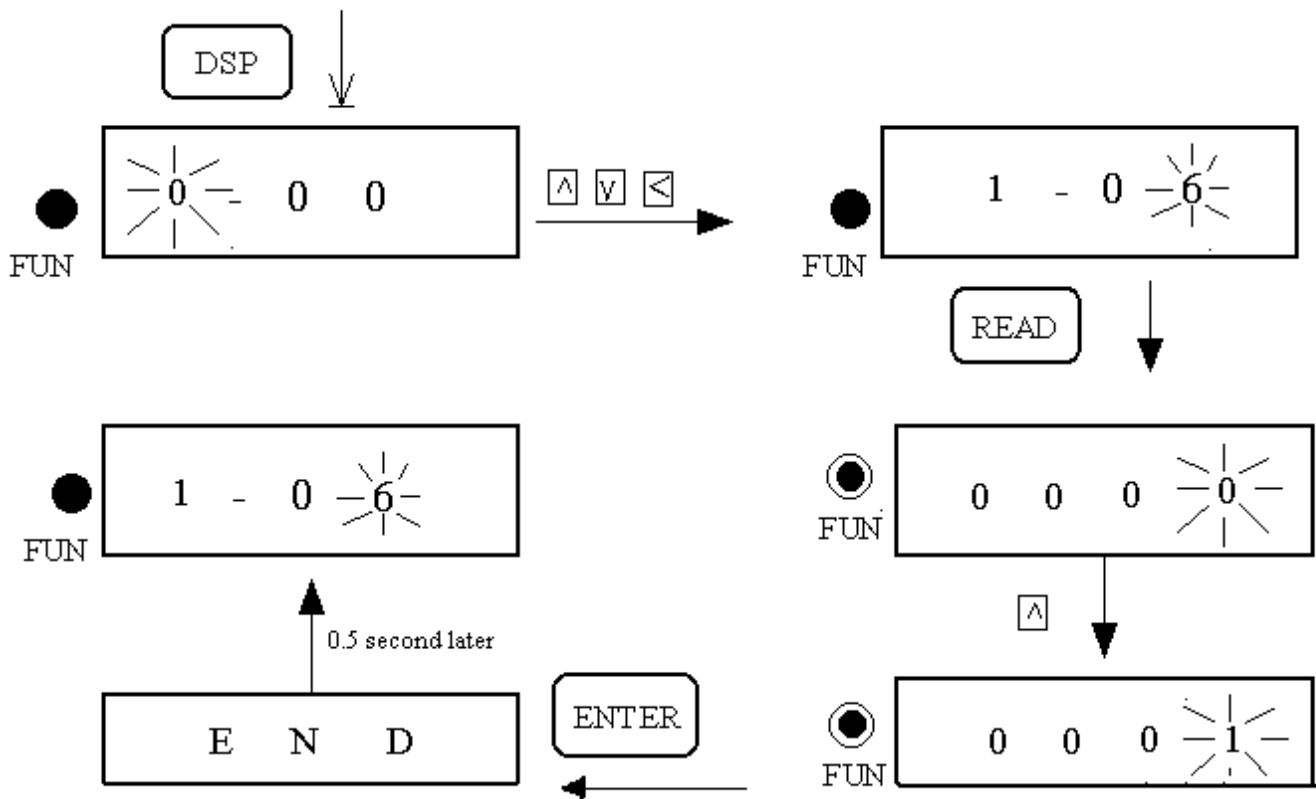 DSP
0 - 0 0
FUN
^ v <
1 - 0 6
FUN
READ
0 0 0 0
FUN
^
0 0 0 1
FUN
ENTER
E N D
0.5 second later
1 - 0 6
FUN